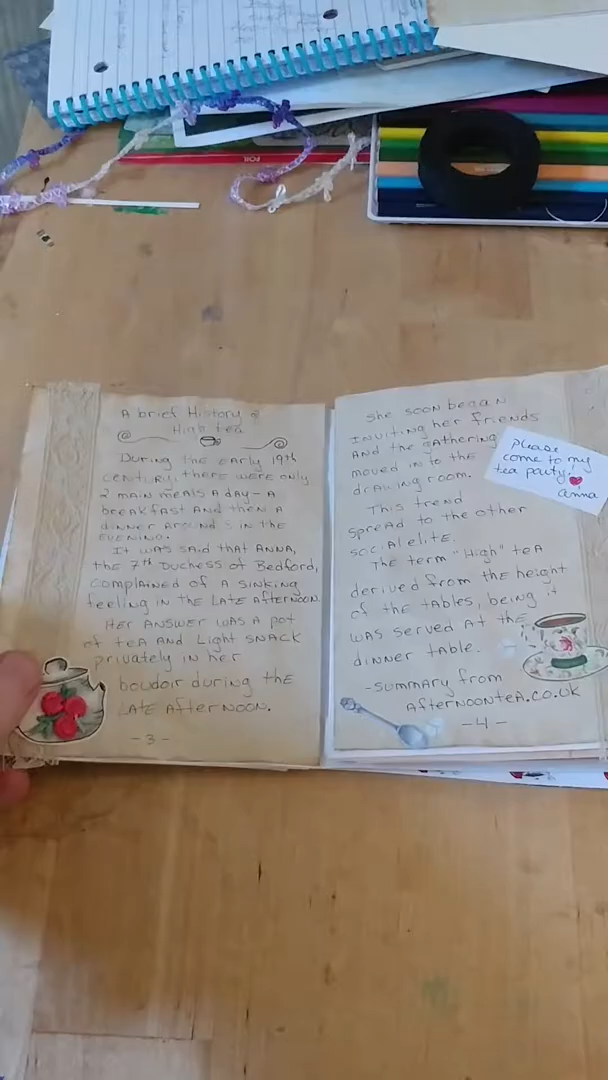 FOIL
A brief History of
High tea
During the early 19th
century, there were only
2 main meals a day - a
breakfast and then a
dinner around 5 in the
evening.
It was said that Anna,
the 7th Duchess of Bedford,
complained of a sinking
feeling in the late afternoon.
Her answer was a pot
of tea and light snack
privately in her
boudoir during the
late afternoon.
- 3 -
She soon began
inviting her friends
and the gathering
moved in to the
drawing room.
This trend
spread to the other
social elite.
The term "High" tea
derived from the height
of the tables, being it
was served at the
dinner table.
- Summary from
afternoontea.co.uk
- 4 -
Please
come to my
tea party!
anna